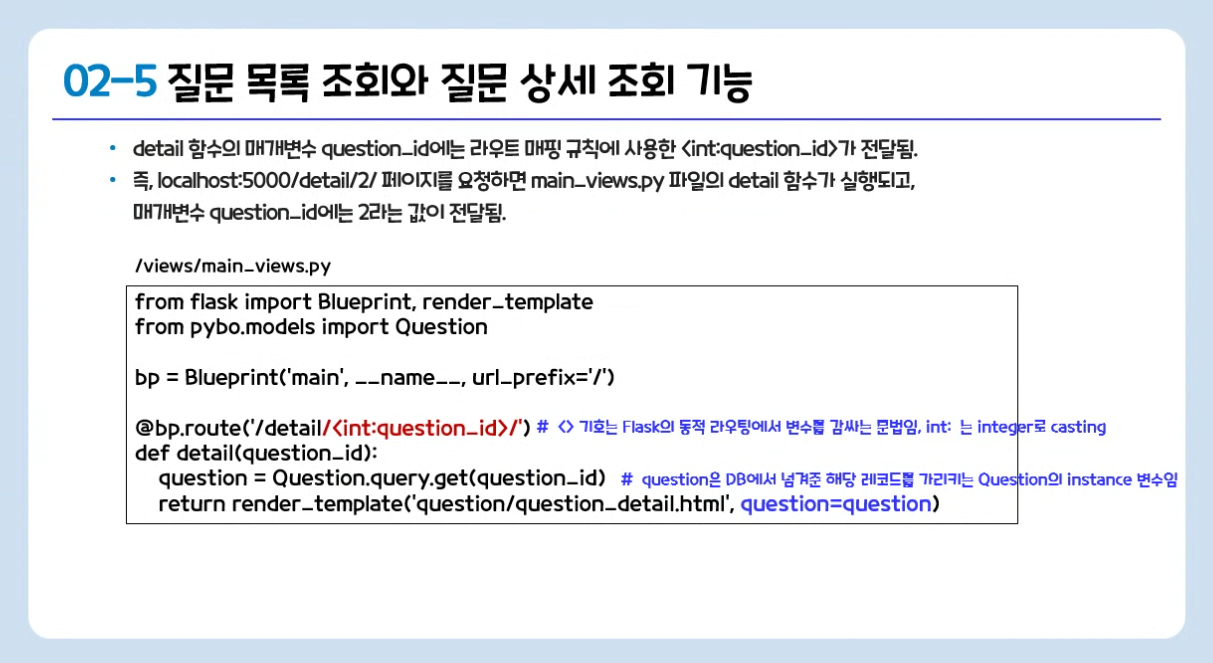 02-5 질문 목록 조회와 질문 상세 조회 기능
• detail 함수의 매개변수 question_id에는 라우트 매핑 규칙에 사용한 <int:question_id>가 전달됨.
• 즉, localhost:5000/detail/2/ 페이지를 요청하면 main_views.py 파일의 detail 함수가 실행되고,
매개변수 question_id에는 2라는 값이 전달됨.
/views/main_views.py
from flask import Blueprint, render_template
from pybo.models import Question
bp = Blueprint('main', __name__, url_prefix='/')
@bp.route('/detail/<int:question_id>/') # <> 기호는 Flask의 동적 라우팅에서 변수를 감싸는 문법임, int: 는 integer로 casting
def detail(question_id):
    question = Question.query.get(question_id) # question은 DB에서 넘겨준 해당 레코드를 가리키는 Question의 instance 변수임
    return render_template('question/question_detail.html', question=question)